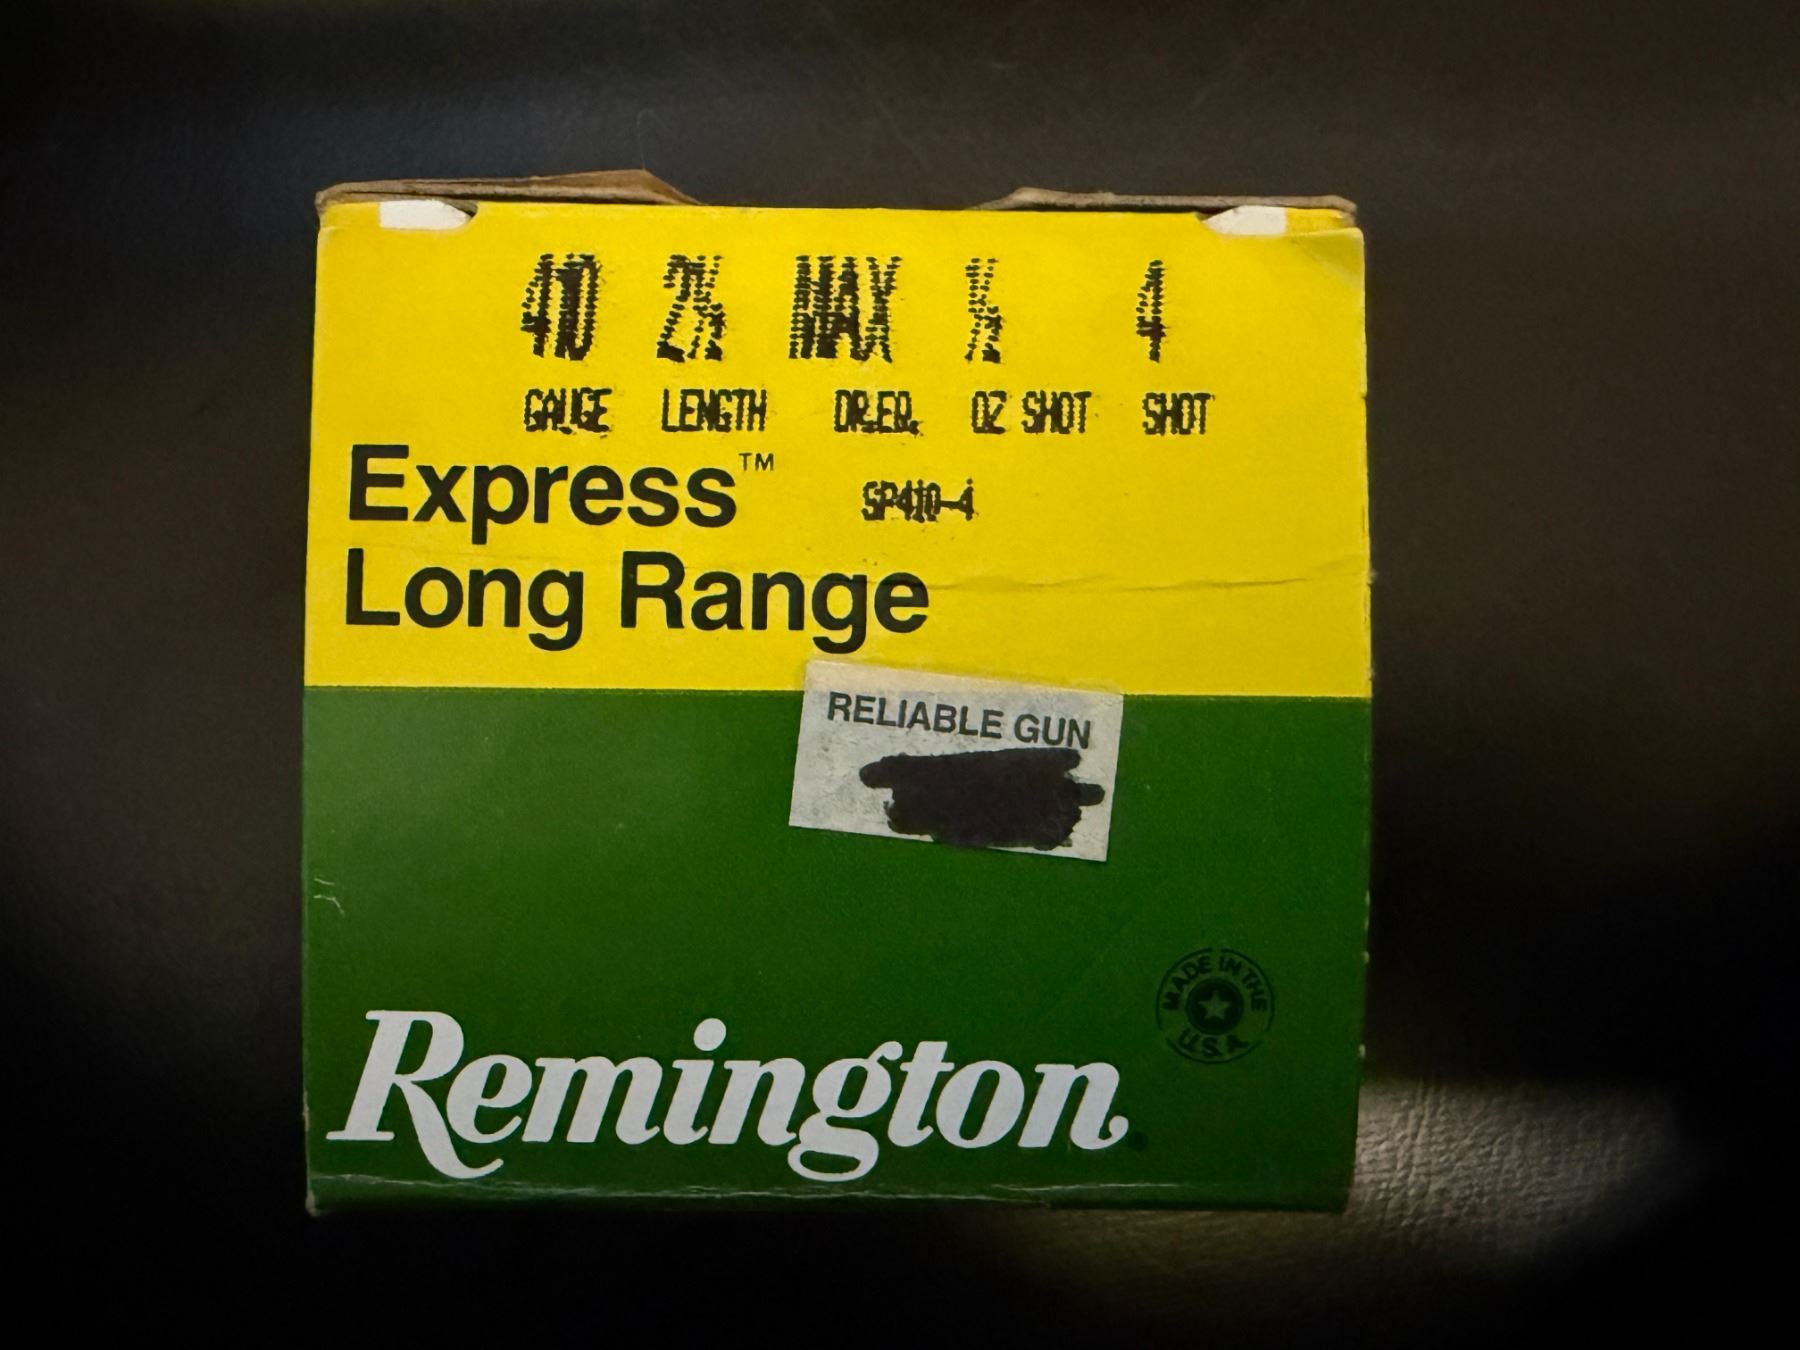 410 2½ MAX ½ 4
GAUGE LENGTH DR.EQ. OZ SHOT SHOT
Express™ SP410-4
Long Range
RELIABLE GUN
MADE IN THE
U.S.A.
Remington